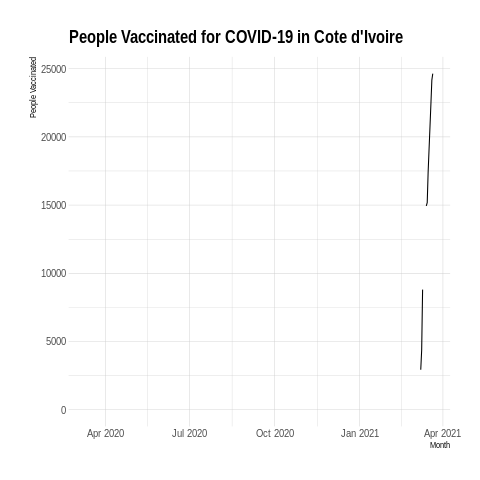 People Vaccinated for COVID-19 in Cote d'Ivoire
People Vaccinated
25000
20000
15000
10000
5000
0
Apr 2020 Jul 2020 Oct 2020 Jan 2021 Apr 2021
Month